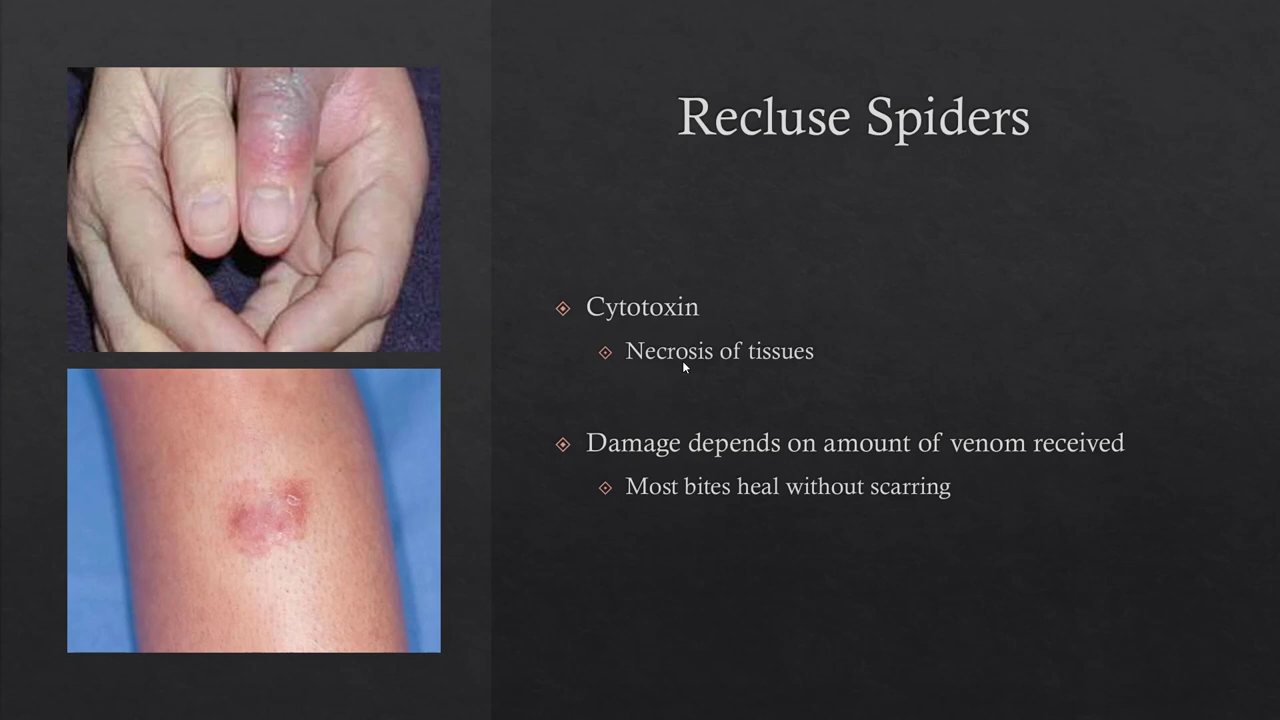 Recluse Spiders
Cytotoxin
Necrosis of tissues
Damage depends on amount of venom received
Most bites heal without scarring